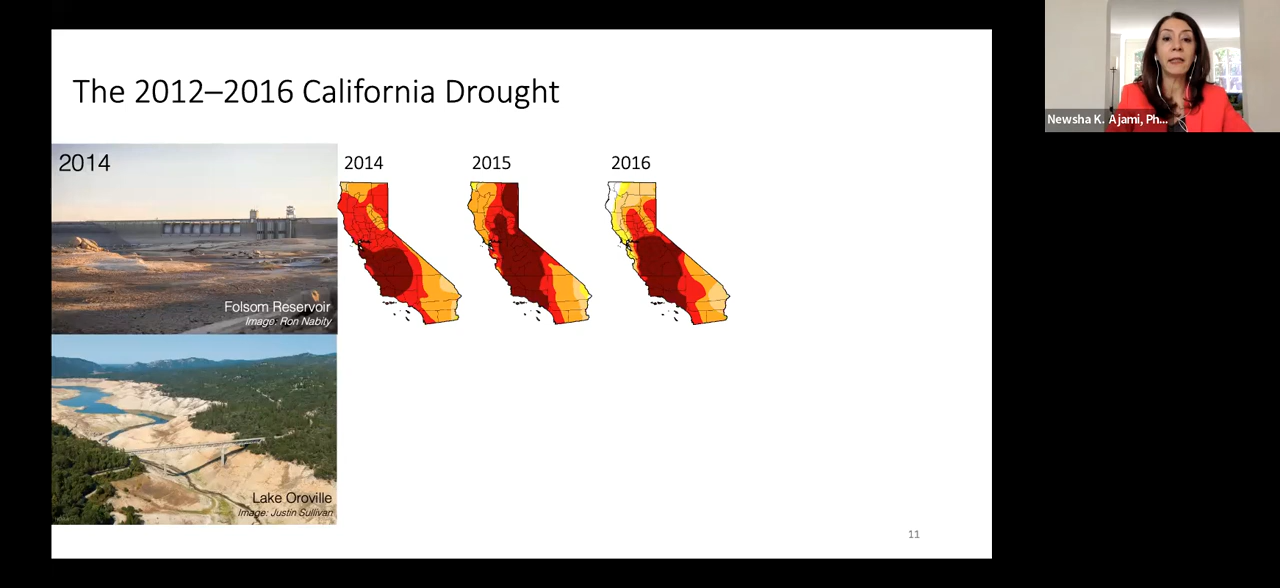 The 2012–2016 California Drought
2014
Folsom Reservoir
Image: Ron Nabity
Lake Oroville
Image: Justin Sullivan
2014
2015
2016
11
Newsha K. Ajami, Ph...